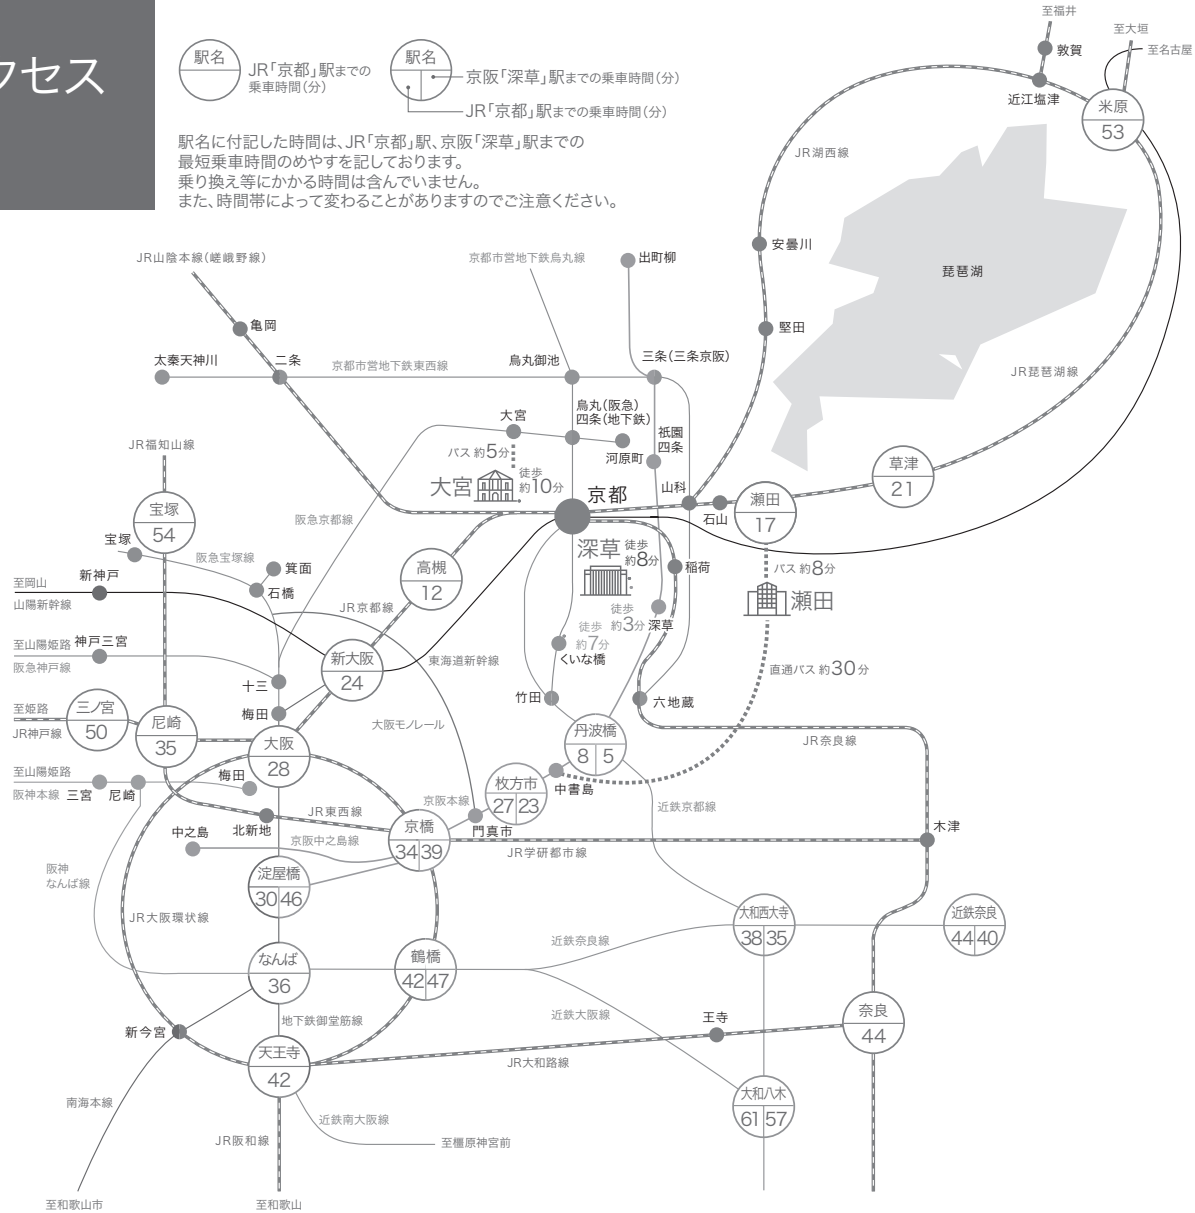 クセス
駅名
JR「京都」駅までの
乗車時間（分）
駅名
京阪「深草」駅までの乗車時間（分）
JR「京都」駅までの乗車時間（分）
駅名に付記した時間は、JR「京都」駅、京阪「深草」駅までの
最短乗車時間のめやすを記しております。
乗り換え等にかかる時間は含んでいません。
また、時間帯によって変わることがありますのでご注意ください。
至福井
至大垣
至名古屋
敦賀
近江塩津
米原
53
JR湖西線
安曇川
琵琶湖
堅田
JR琵琶湖線
JR山陰本線（嵯峨野線）
京都市営地下鉄烏丸線
出町柳
亀岡
太秦天神川
二条
京都市営地下鉄東西線
烏丸御池
三条（三条京阪）
大宮
烏丸（阪急）
四条（地下鉄）
河原町
祇園
四条
バス 約5分
大宮
徒歩
約10分
京都
山科
石山
瀬田
17
草津
21
JR福知山線
宝塚
54
宝塚
阪急宝塚線
阪急京都線
箕面
石橋
至岡山
新神戸
山陽新幹線
高槻
12
JR京都線
深草
徒歩
約8分
稲荷
徒歩
約3分
深草
徒歩
約7分
くいな橋
バス 約8分
瀬田
直通バス 約30分
至山陽姫路
神戸三宮
阪急神戸線
新大阪
24
東海道新幹線
十三
梅田
竹田
六地蔵
至姫路
三ノ宮
50
JR神戸線
尼崎
35
大阪
28
大阪モノレール
丹波橋
8 5
JR奈良線
至山陽姫路
阪神本線
三宮
尼崎
梅田
枚方市
27 23
中書島
近鉄京都線
京阪本線
門真市
JR東西線
北新地
中之島
京阪中之島線
京橋
34 39
JR学研都市線
木津
阪神
なんば線
淀屋橋
30 46
JR大阪環状線
大和西大寺
38 35
近鉄奈良
44 40
近鉄奈良線
なんば
36
鶴橋
42 47
地下鉄御堂筋線
近鉄大阪線
王寺
奈良
44
新今宮
天王寺
42
JR大和路線
大和八木
61 57
南海本線
近鉄南大阪線
JR阪和線
至橿原神宮前
至和歌山市
至和歌山